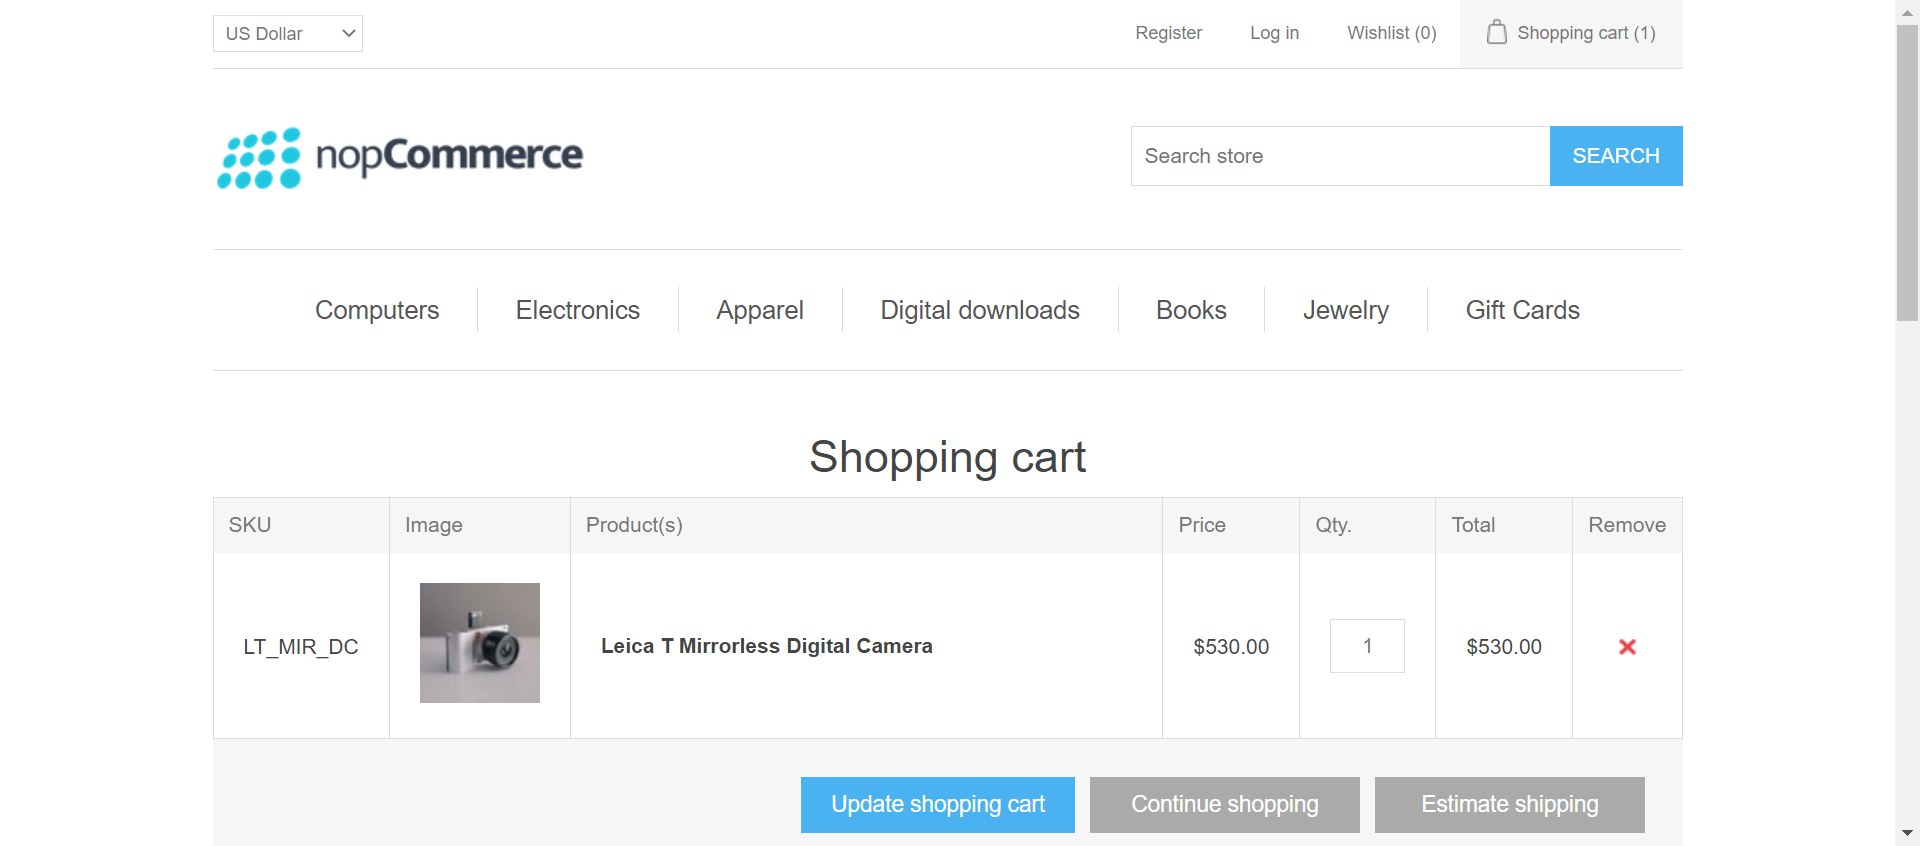 US Dollar
Register
Log in
Wishlist (0)
Shopping cart (1)
nopCommerce
Search store
SEARCH
Computers
Electronics
Apparel
Digital downloads
Books
Jewelry
Gift Cards
Shopping cart
SKU
Image
Product(s)
Price
Qty.
Total
Remove
LT_MIR_DC
Leica T Mirrorless Digital Camera
$530.00
1
$530.00
Update shopping cart
Continue shopping
Estimate shipping